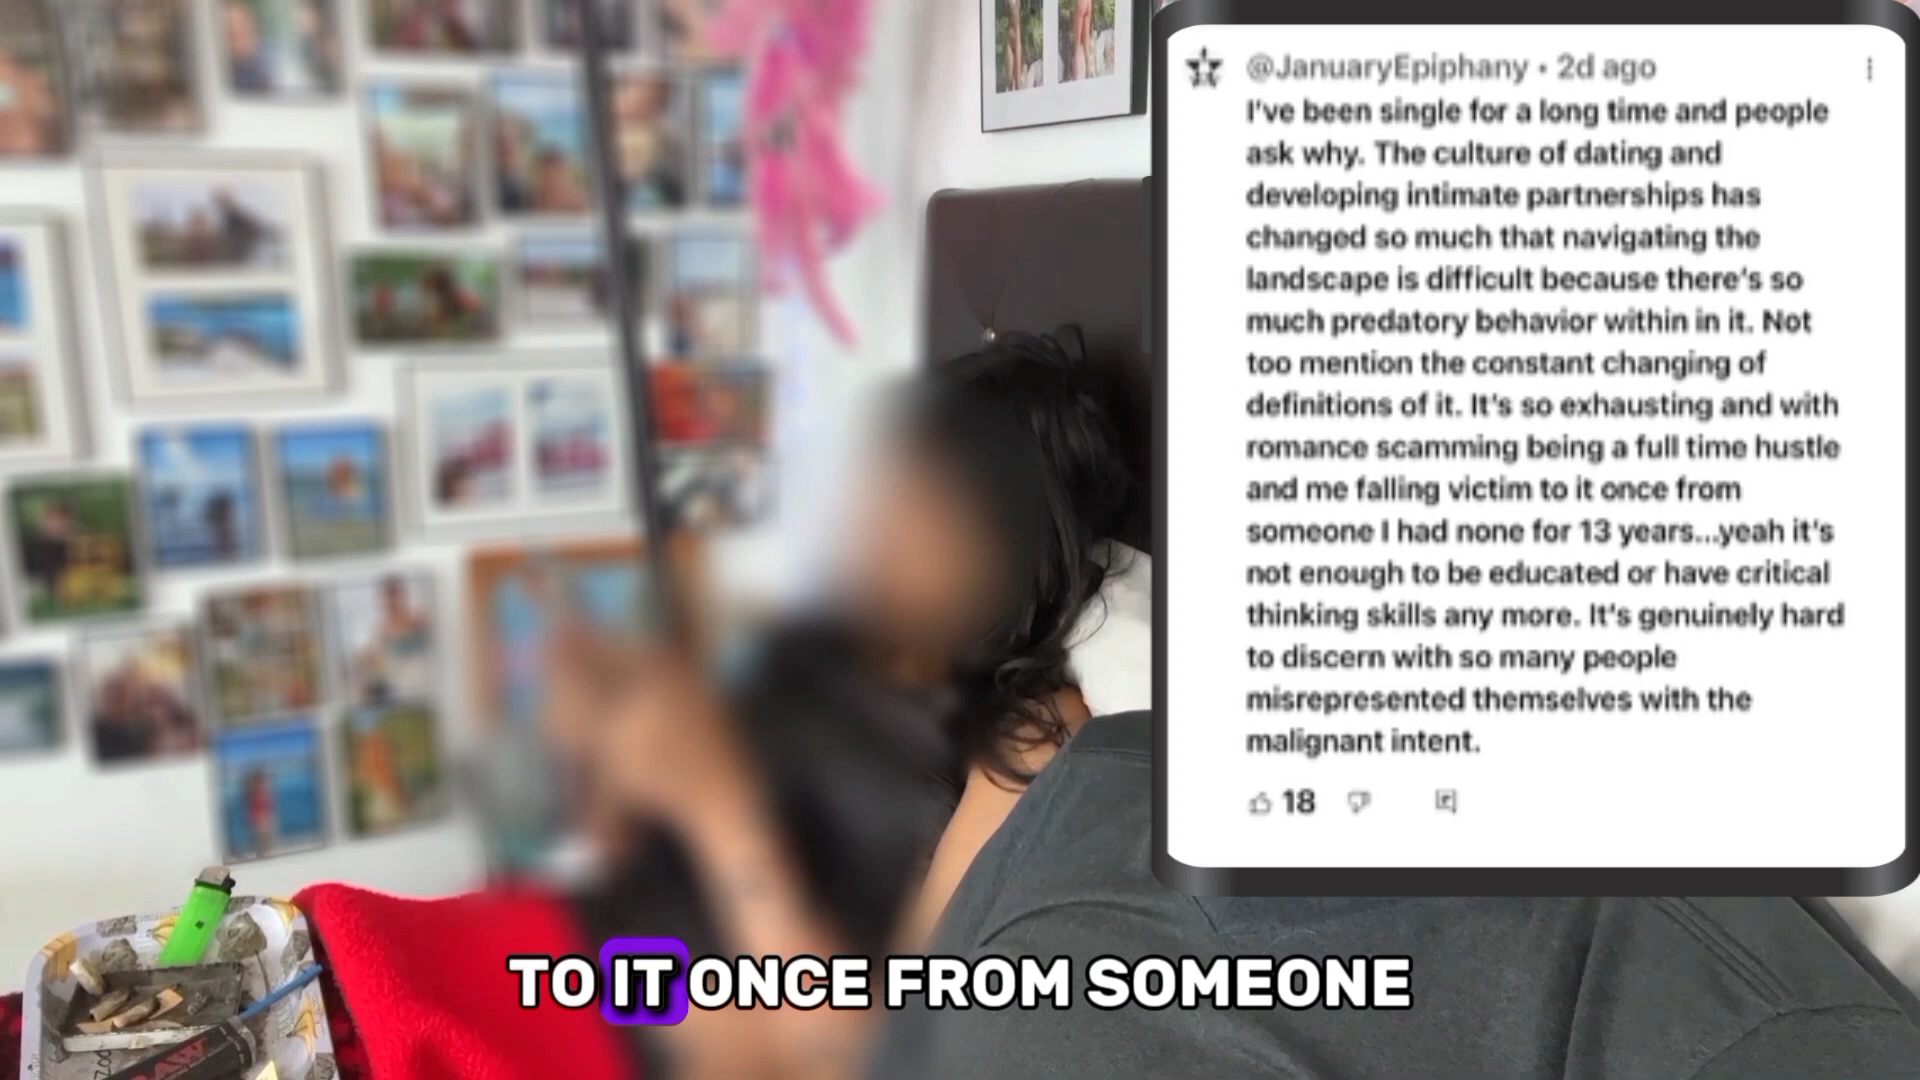 @JanuaryEpiphany • 2d ago
I've been single for a long time and people
ask why. The culture of dating and
developing intimate partnerships has
changed so much that navigating the
landscape is difficult because there's so
much predatory behavior within in it. Not
too mention the constant changing of
definitions of it. It's so exhausting and with
romance scamming being a full time hustle
and me falling victim to it once from
someone I had none for 13 years...yeah it's
not enough to be educated or have critical
thinking skills any more. It's genuinely hard
to discern with so many people
misrepresented themselves with the
malignant intent.
18
TO IT ONCE FROM SOMEONE
RAW